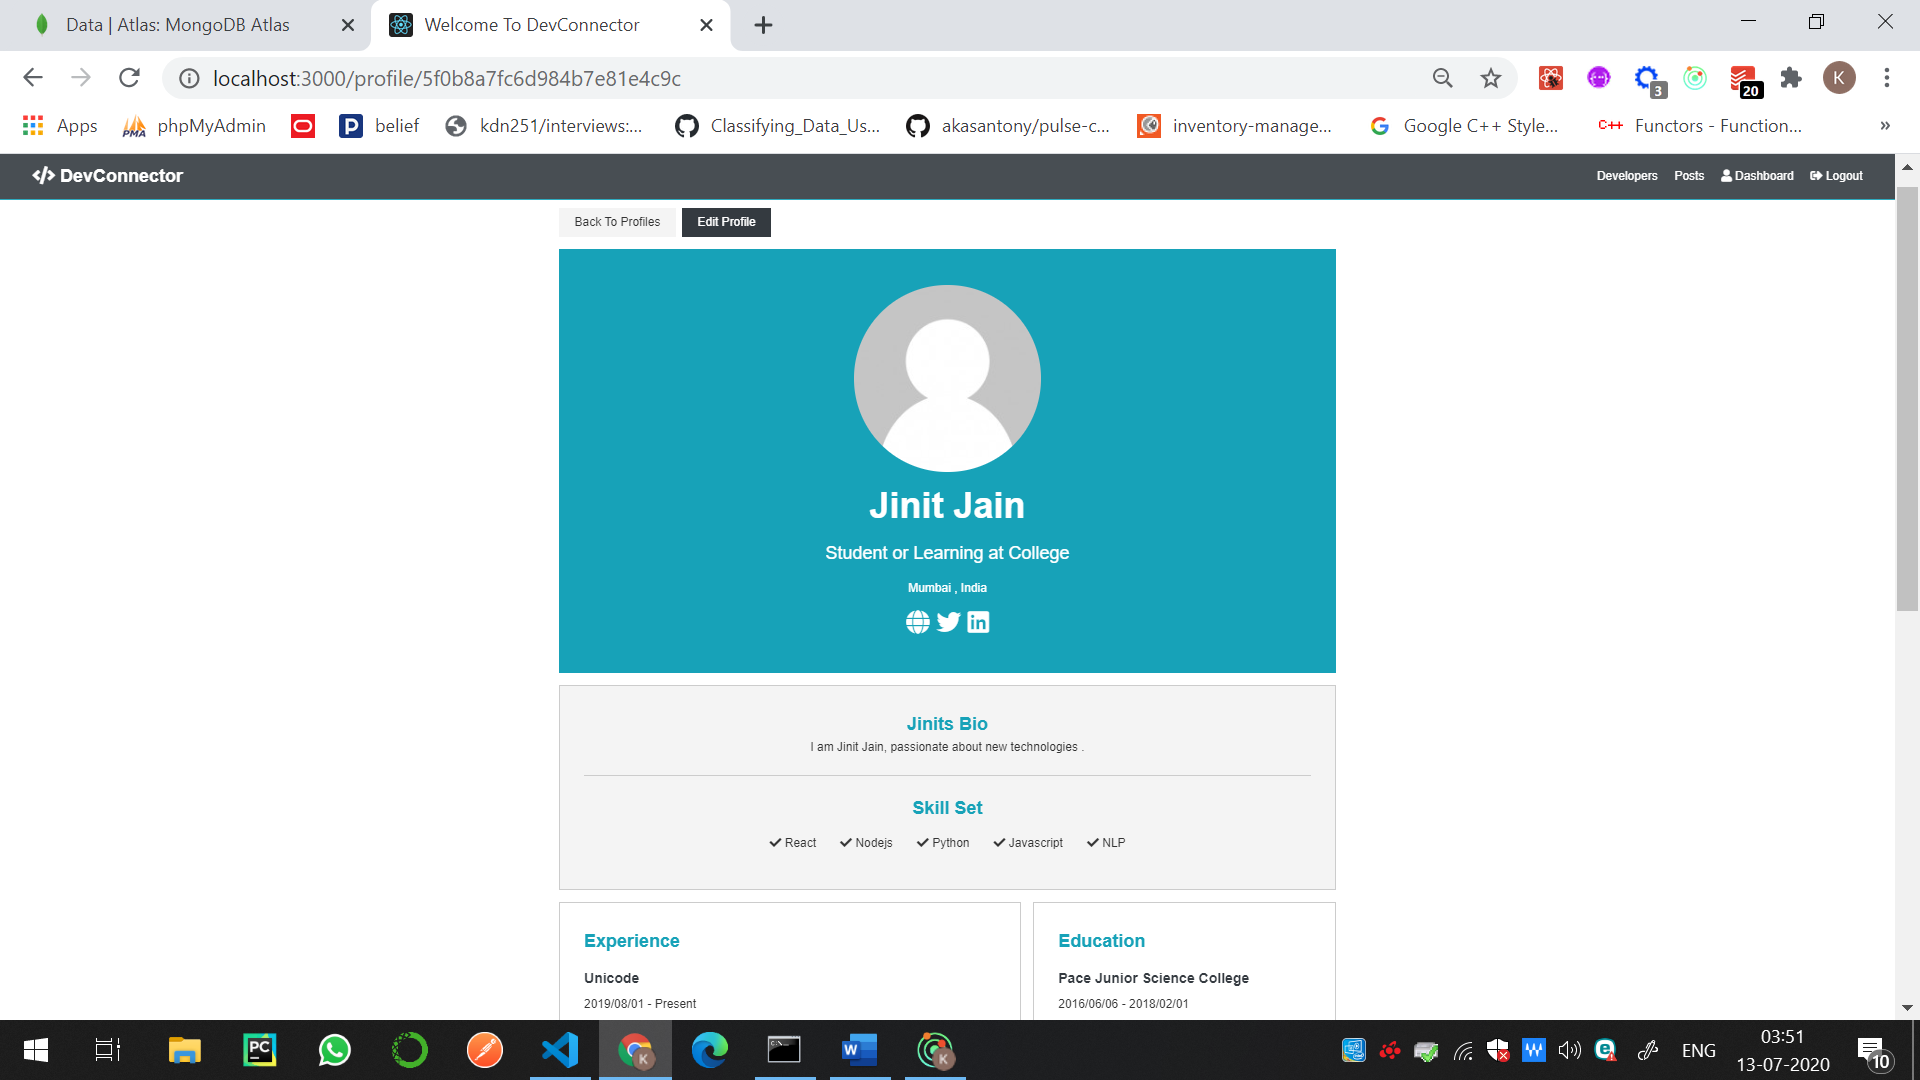 Data | Atlas: MongoDB Atlas
Welcome To DevConnector
localhost:3000/profile/5f0b8a7fc6d984b7e81e4c9c
K
3
20
Apps
PMA
phpMyAdmin
P
belief
kdn251/interviews:...
Classifying_Data_Us...
akasantony/pulse-c...
inventory-manage...
Google C++ Style...
C++
Functors - Function...
»
DevConnector
Developers
Posts
Dashboard
Logout
Back To Profiles
Edit Profile
Jinit Jain
Student or Learning at College
Mumbai , India
in
Jinits Bio
I am Jinit Jain, passionate about new technologies .
Skill Set
React
Nodejs
Python
Javascript
NLP
Experience
Unicode
2019/08/01 - Present
Education
Pace Junior Science College
2016/06/06 - 2018/02/01
PC
K
W
K
ENG
03:51
13-07-2020
10